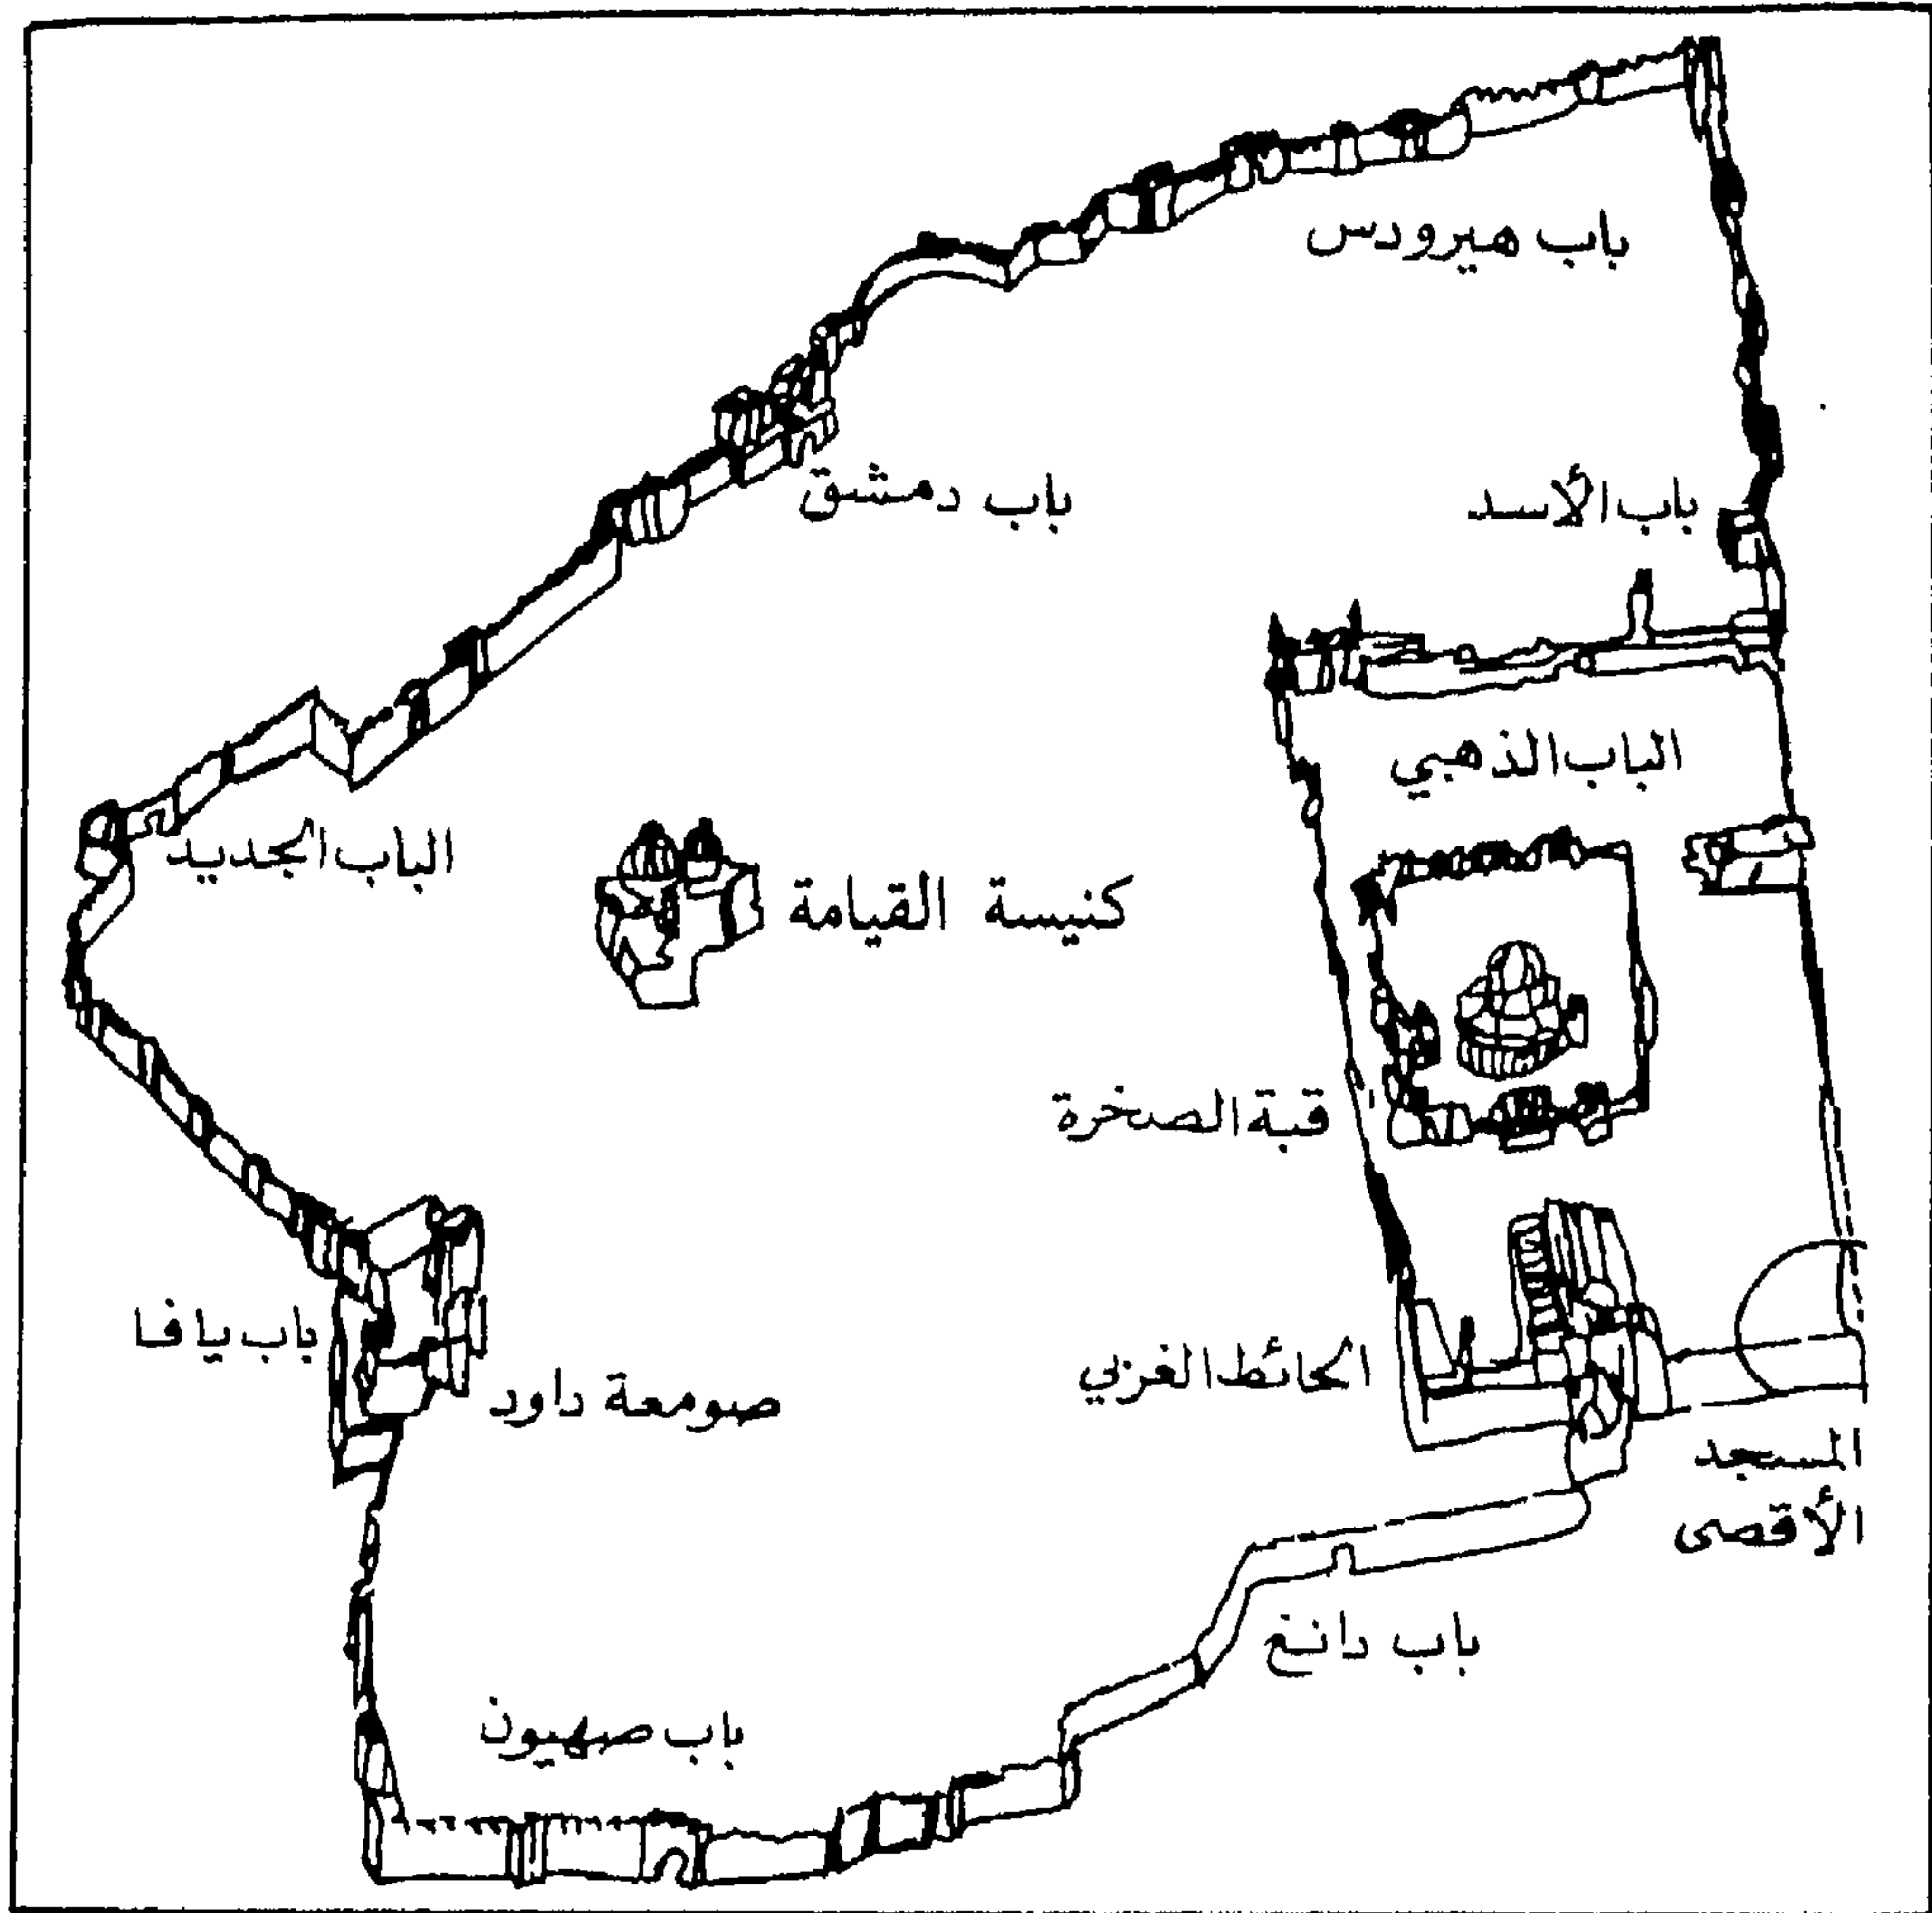 باب هيرودس
باب دمشق
باب الأسد
الباب الذهبي
الباب الجديد
كنيسة القيامة
قبة الصخرة
باب يافا
الحائط الغربي
صومعة داود
المسجد
الأقصى
باب دانغ
باب صهيون